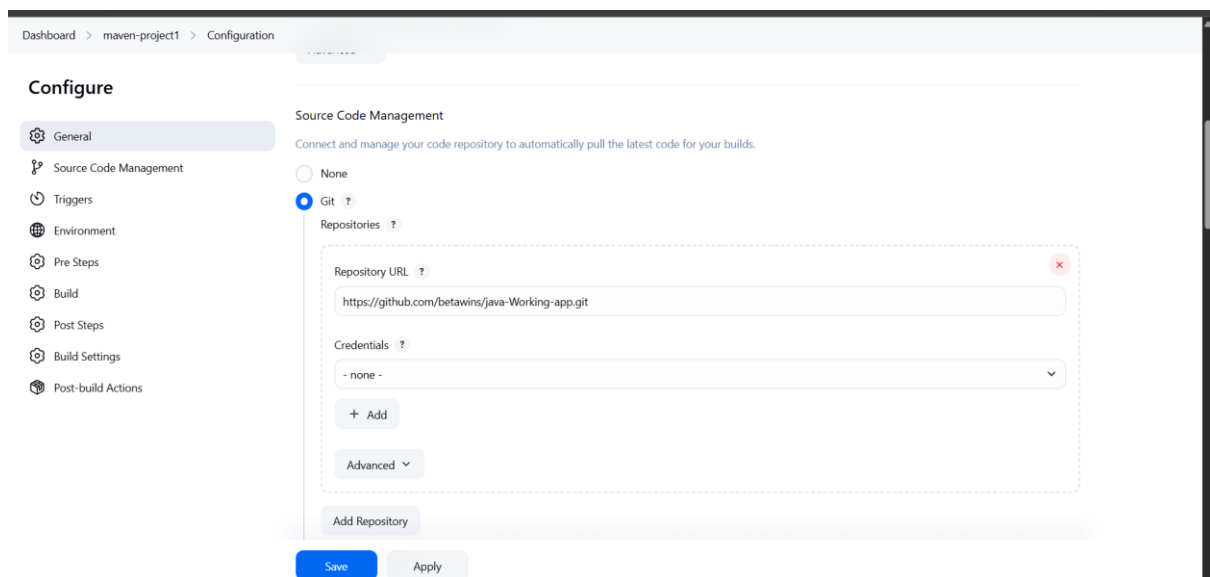 Dashboard > maven-project1 > Configuration
Configure
General
Source Code Management
Triggers
Environment
Pre Steps
Build
Post Steps
Build Settings
Post-build Actions
Source Code Management
Connect and manage your code repository to automatically pull the latest code for your builds.
None
Git ?
Repositories ?
Repository URL ?
https://github.com/betawins/java-Working-app.git
Credentials ?
- none -
+ Add
Advanced
Add Repository
Save Apply